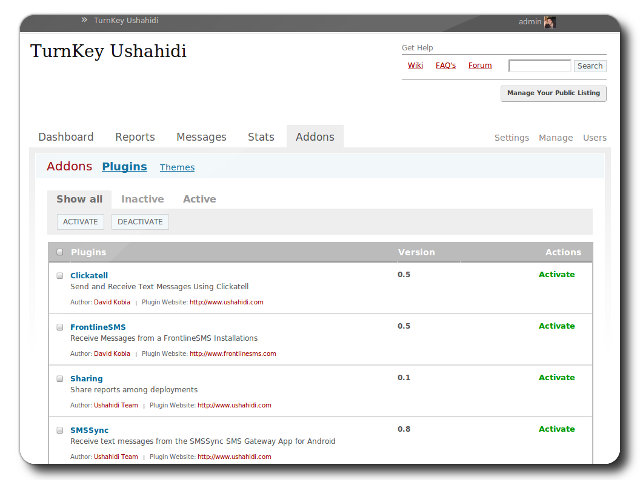 » TurnKey Ushahidi admin
TurnKey Ushahidi
Get Help
Wiki FAQ's Forum Search
Manage Your Public Listing
Dashboard Reports Messages Stats Addons Settings Manage Users
Addons Plugins Themes
Show all Inactive Active
ACTIVATE DEACTIVATE
Plugins Version Actions
Clickatell 0.5 Activate
Send and Receive Text Messages Using Clickatell
Author: David Kobia | Plugin Website: http://www.ushahidi.com
FrontlineSMS 0.5 Activate
Receive Messages from a FrontlineSMS Installations
Author: David Kobia | Plugin Website: http://www.frontlinesms.com
Sharing 0.1 Activate
Share reports among deployments
Author: Ushahidi Team | Plugin Website: http://www.ushahidi.com
SMSSync 0.8 Activate
Receive text messages from the SMSSync SMS Gateway App for Android
Author: Ushahidi Team | Plugin Website: http://www.ushahidi.com